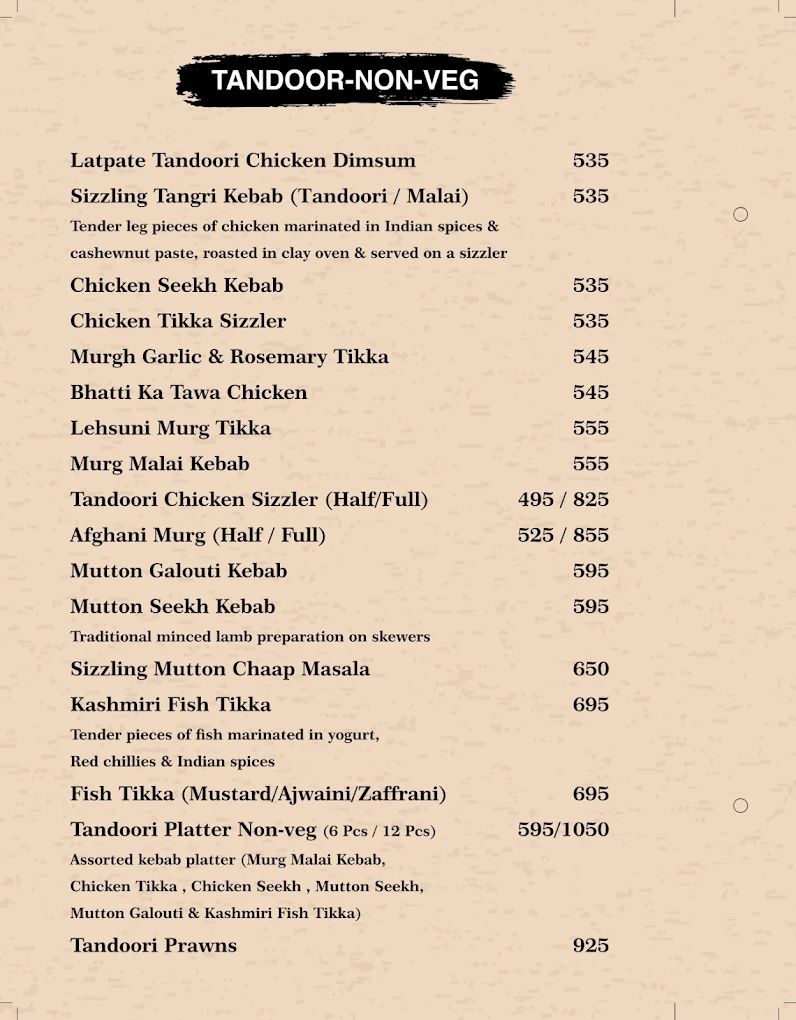 TANDOOR-NON-VEG
Latpate Tandoori Chicken Dimsum 535
Sizzling Tangri Kebab (Tandoori / Malai) 535
Tender leg pieces of chicken marinated in Indian spices &
cashewnut paste, roasted in clay oven & served on a sizzler
Chicken Seekh Kebab 535
Chicken Tikka Sizzler 535
Murgh Garlic & Rosemary Tikka 545
Bhatti Ka Tawa Chicken 545
Lehsuni Murg Tikka 555
Murg Malai Kebab 555
Tandoori Chicken Sizzler (Half/Full) 495 / 825
Afghani Murg (Half / Full) 525 / 855
Mutton Galouti Kebab 595
Mutton Seekh Kebab 595
Traditional minced lamb preparation on skewers
Sizzling Mutton Chaap Masala 650
Kashmiri Fish Tikka 695
Tender pieces of fish marinated in yogurt,
Red chillies & Indian spices
Fish Tikka (Mustard/Ajwaini/Zaffrani) 695
Tandoori Platter Non-veg (6 Pcs / 12 Pcs) 595/1050
Assorted kebab platter (Murg Malai Kebab,
Chicken Tikka , Chicken Seekh , Mutton Seekh,
Mutton Galouti & Kashmiri Fish Tikka)
Tandoori Prawns 925